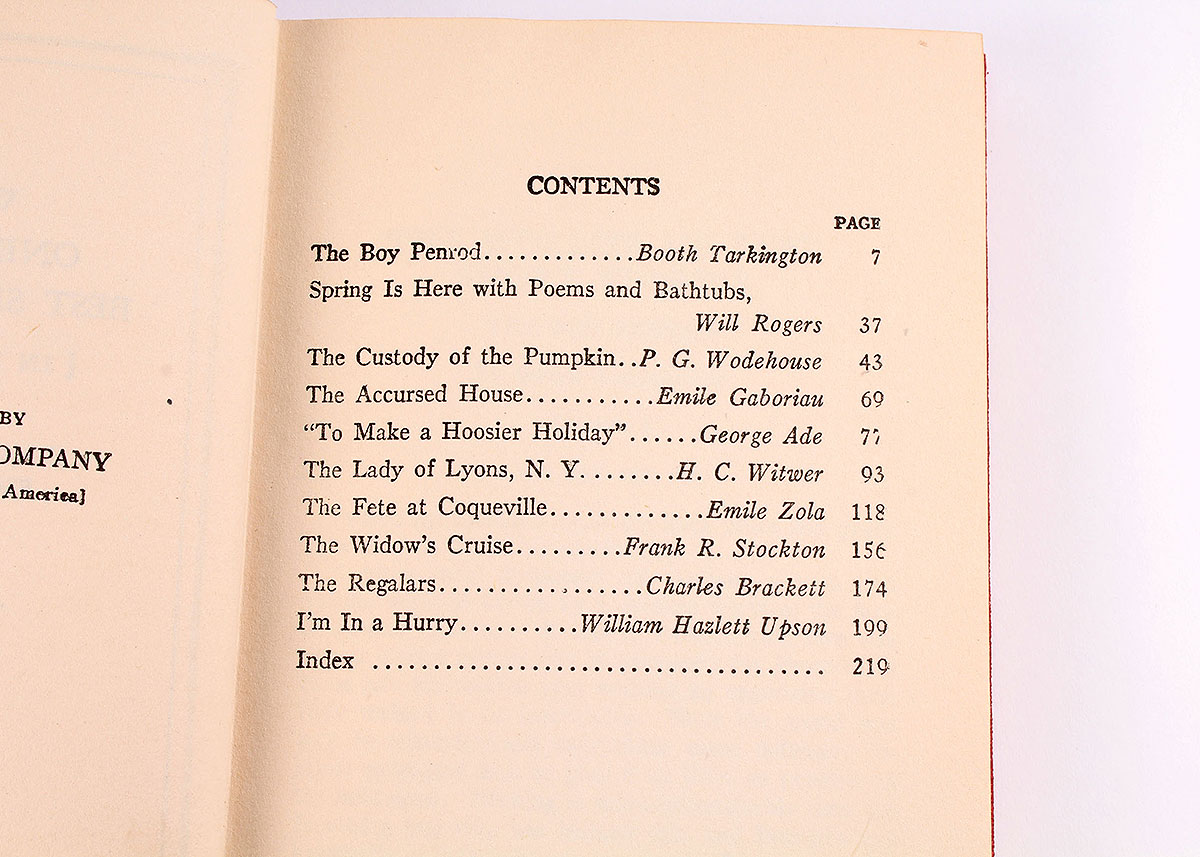 BY
OMPANY
America]
CONTENTS
PAGE
The Boy Penrod.............Booth Tarkington 7
Spring Is Here with Poems and Bathtubs,
Will Rogers 37
The Custody of the Pumpkin..P. G. Wodehouse 43
The Accursed House...........Emile Gaboriau 69
“To Make a Hoosier Holiday”......George Ade 77
The Lady of Lyons, N. Y.........H. C. Witwer 93
The Fete at Coqueville.............Emile Zola 118
The Widow's Cruise.........Frank R. Stockton 156
The Regalars.................Charles Brackett 174
I'm In a Hurry..........William Hazlett Upson 199
Index ..................................... 219